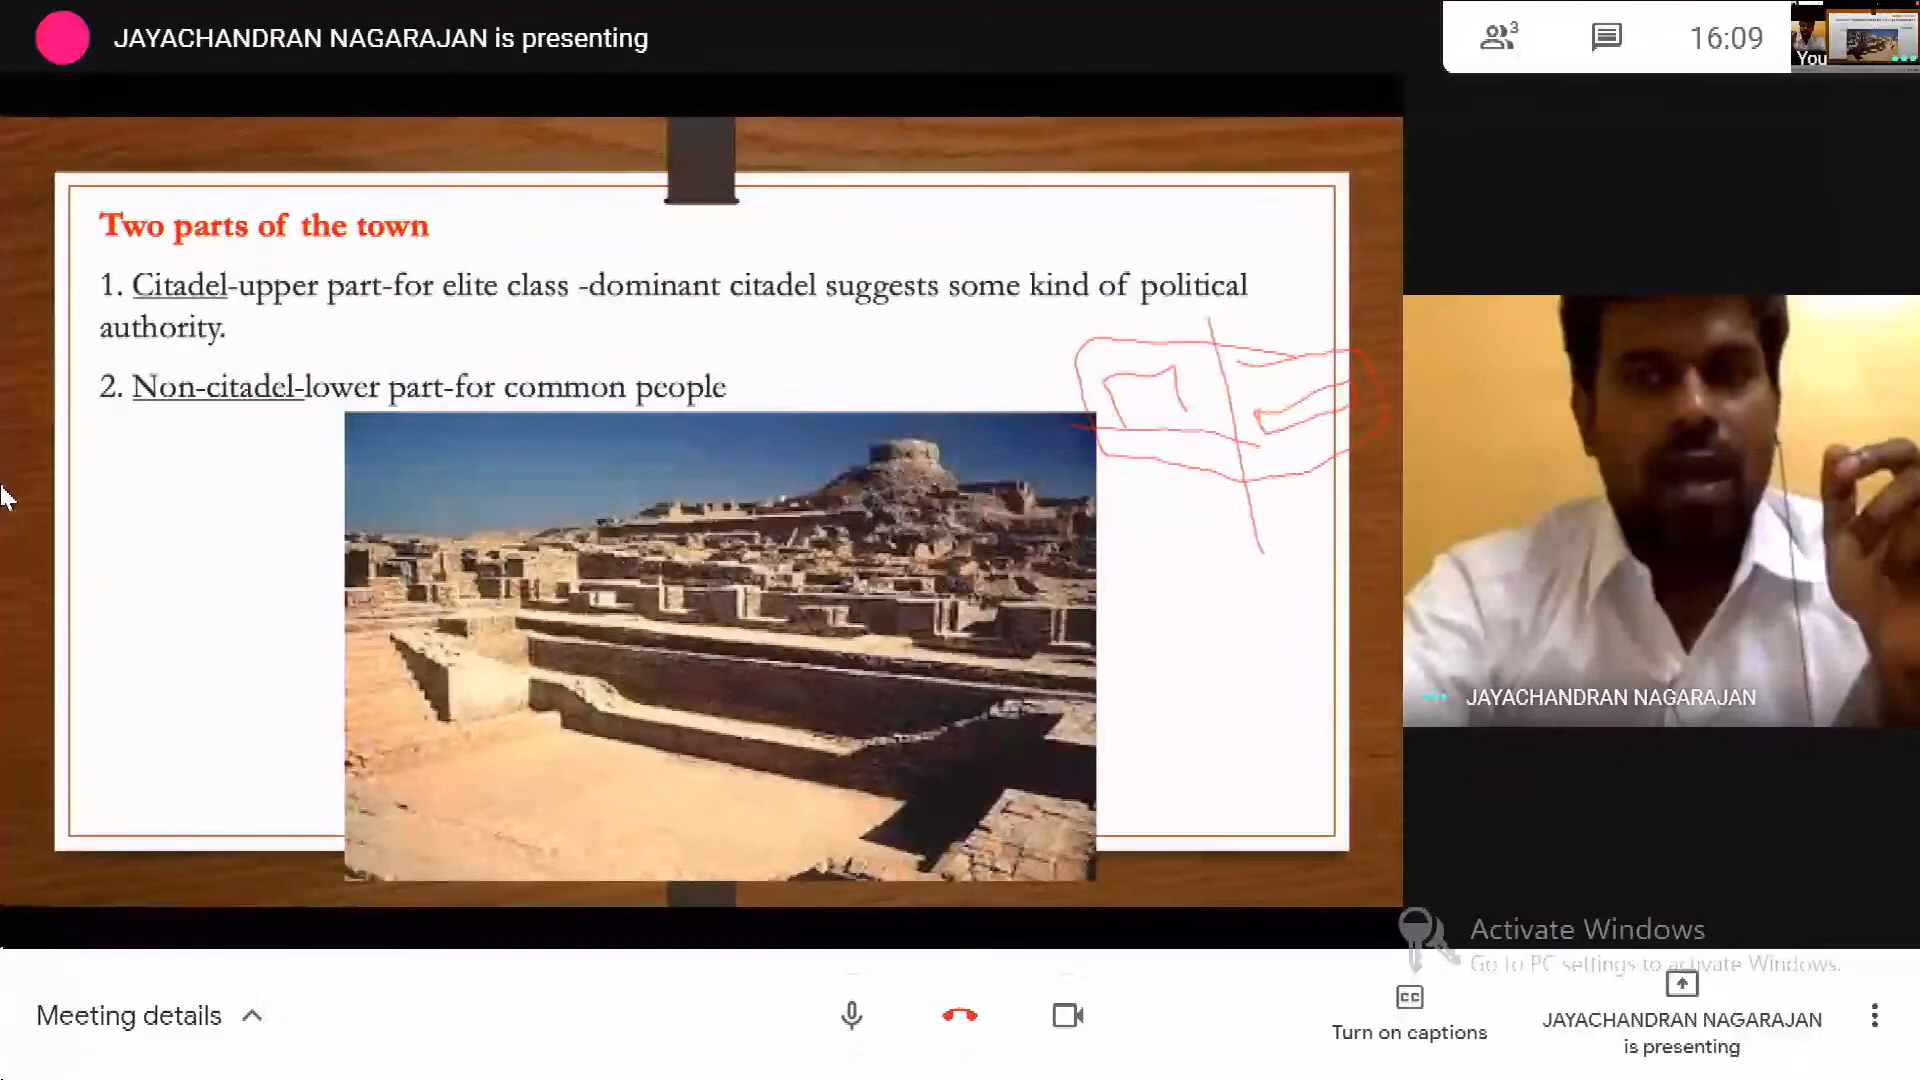 JAYACHANDRAN NAGARAJAN is presenting
3
16:09
You
Two parts of the town
1. Citadel-upper part-for elite class -dominant citadel suggests some kind of political
authority.
2. Non-citadel-lower part-for common people
JAYACHANDRAN NAGARAJAN
Activate Windows
Go to PC settings to activate Windows.
Meeting details
CC
Turn on captions
JAYACHANDRAN NAGARAJAN
is presenting